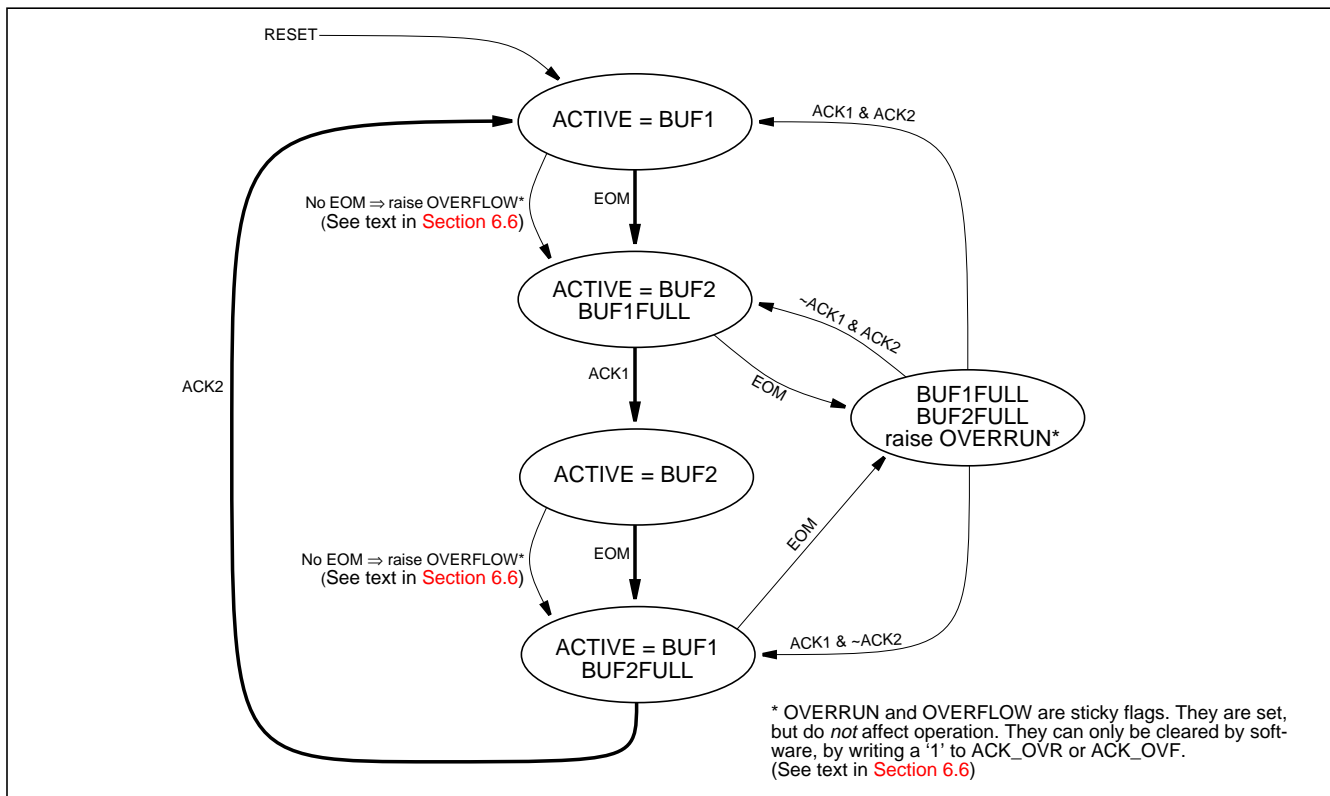 RESET
ACTIVE = BUF1
ACK1 & ACK2
No EOM ⇒ raise OVERFLOW*
(See text in Section 6.6)
EOM
ACTIVE = BUF2
BUF1FULL
~ACK1 & ACK2
EOM
ACK2
ACK1
BUF1FULL
BUF2FULL
raise OVERRUN*
ACTIVE = BUF2
No EOM ⇒ raise OVERFLOW*
(See text in Section 6.6)
EOM
EOM
ACTIVE = BUF1
BUF2FULL
ACK1 & ~ACK2
* OVERRUN and OVERFLOW are sticky flags. They are set,
but do not affect operation. They can only be cleared by soft-
ware, by writing a ‘1’ to ACK_OVR or ACK_OVF.
(See text in Section 6.6)